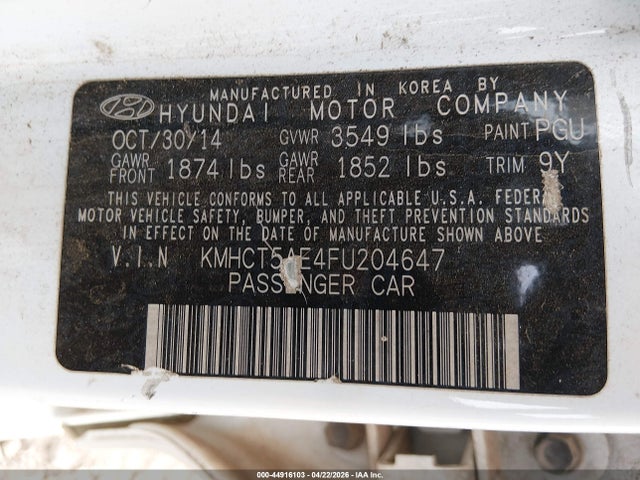 MANUFACTURED IN KOREA BY
HYUNDAI MOTOR COMPANY
OCT/30/14 GVWR 3549 lbs PAINT PGU
GAWR FRONT 1874 lbs GAWR REAR 1852 lbs TRIM 9Y
THIS VEHICLE CONFORMS TO ALL APPLICABLE U.S.A. FEDERAL
MOTOR VEHICLE SAFETY, BUMPER, AND THEFT PREVENTION STANDARDS
IN EFFECT ON THE DATE OF MANUFACTURE SHOWN ABOVE.
V.I.N KMHCT5AE4FU204647
PASSENGER CAR
000-44916103 - 04/22/2026 - IAA Inc.